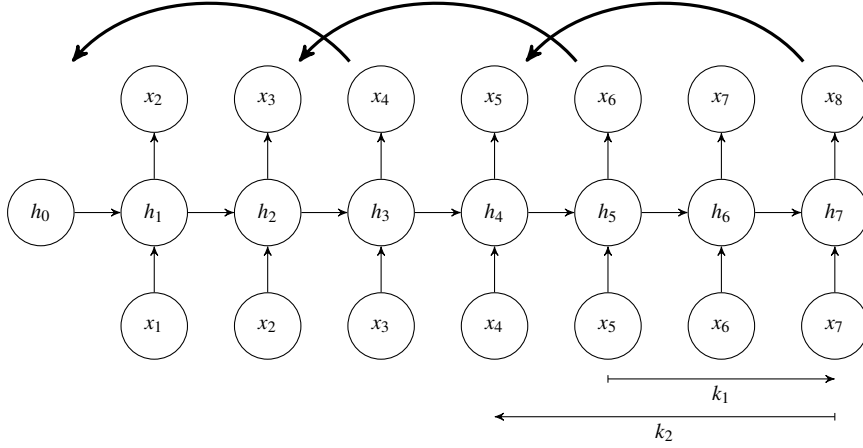 x₂ x₃ x₄ x₅ x₆ x₇ x₈
h₀ h₁ h₂ h₃ h₄ h₅ h₆ h₇
x₁ x₂ x₃ x₄ x₅ x₆ x₇
k₁
k₂